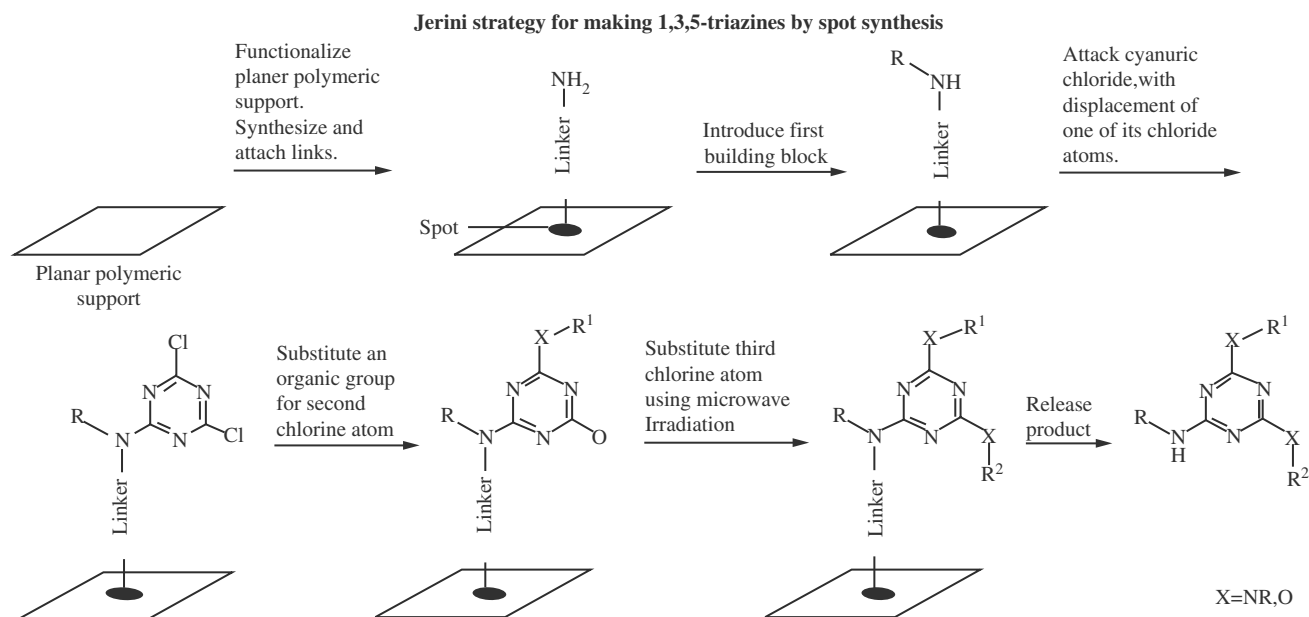 Jerini strategy for making 1,3,5-triazines by spot synthesis
Functionalize
planer polymeric
support.
Synthesize and
attach links.
NH2
Linker
Spot
Planar polymeric
support
Introduce first
building block
R
NH
Linker
Attack cyanuric
chloride,with
displacement of
one of its chloride
atoms.
Cl
N
N
N
Cl
R
N
Linker
Substitute an
organic group
for second
chlorine atom
X
R1
N
N
N
O
R
N
Linker
Substitute third
chlorine atom
using microwave
Irradiation
X
R1
N
N
N
X
R2
R
N
Linker
Release
product
X
R1
N
N
N
X
R2
R
N
H
X=NR,O